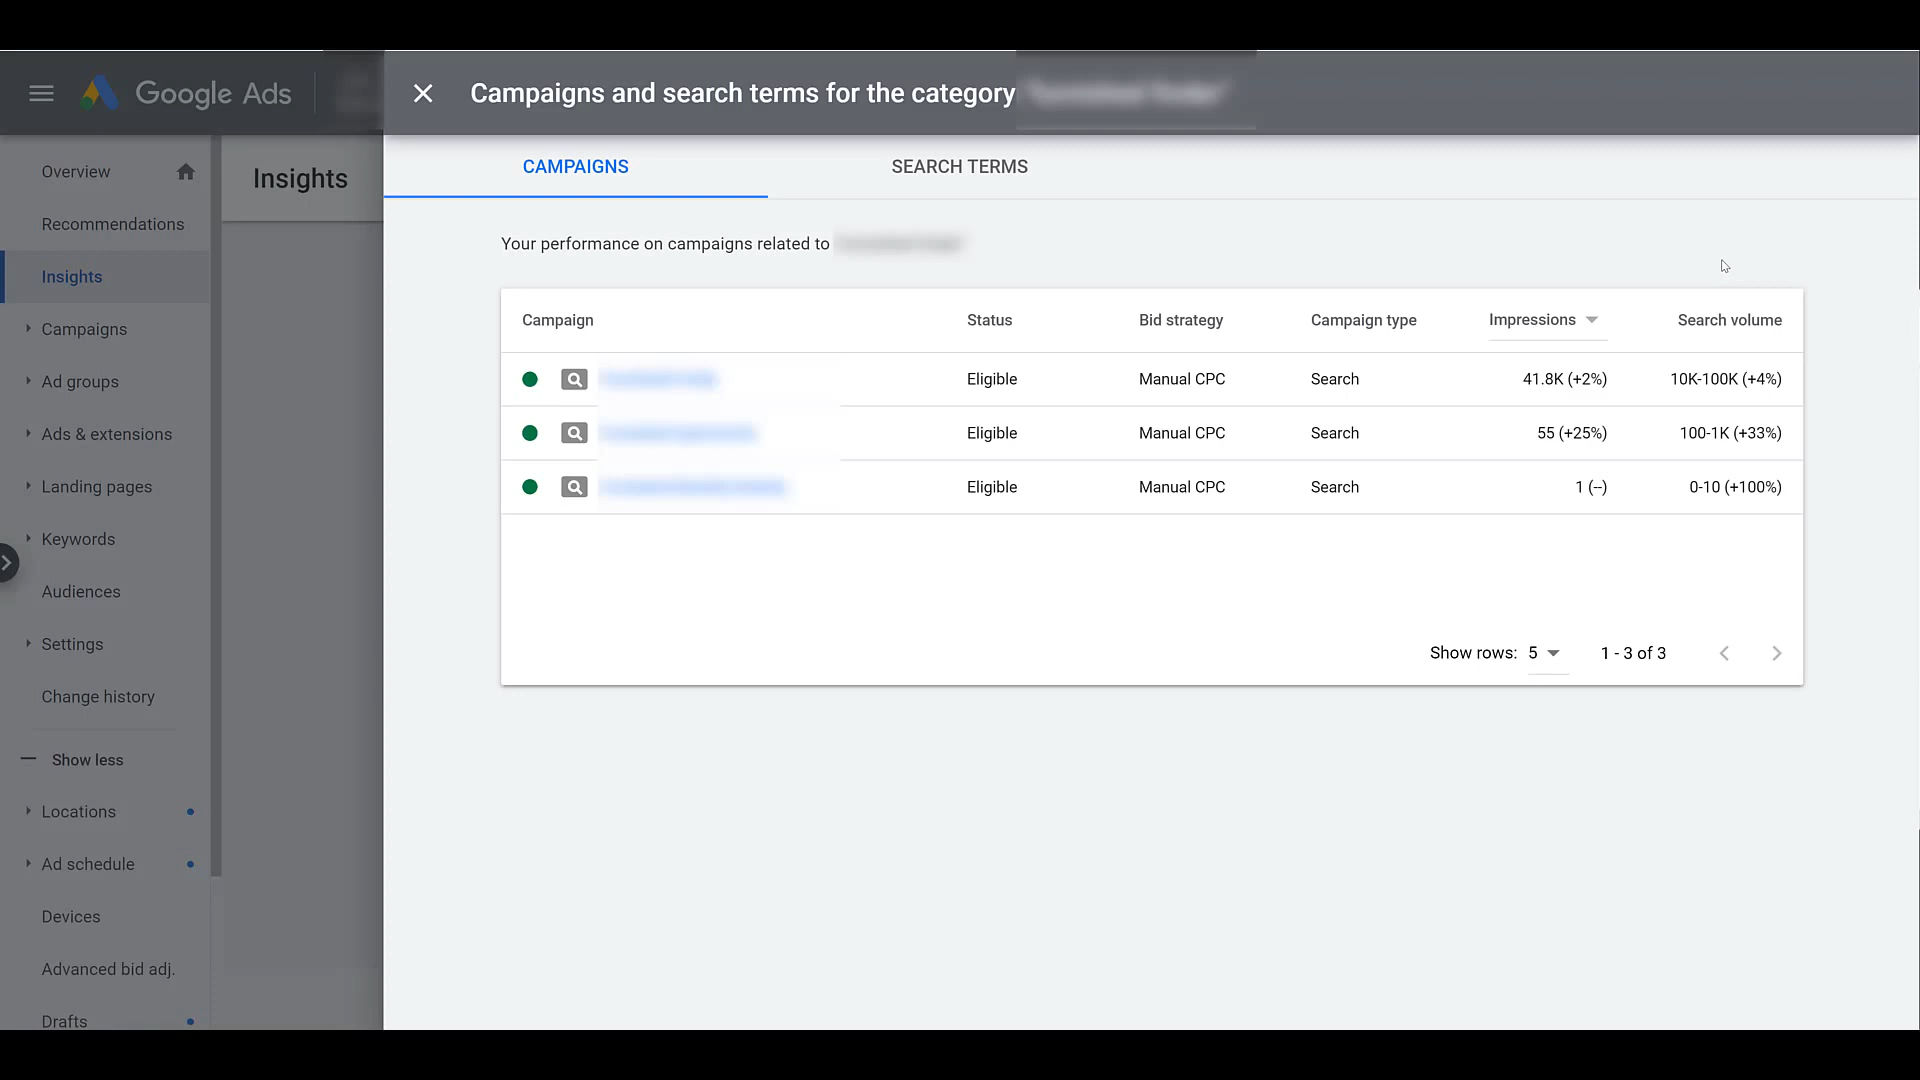 Google Ads
Campaigns and search terms for the category
Overview
Recommendations
Insights
Campaigns
Ad groups
Ads & extensions
Landing pages
Keywords
Audiences
Settings
Change history
Show less
Locations
Ad schedule
Devices
Advanced bid adj.
Drafts
Insights
CAMPAIGNS SEARCH TERMS
Your performance on campaigns related to
Campaign Status Bid strategy Campaign type Impressions Search volume
Eligible Manual CPC Search 41.8K (+2%) 10K-100K (+4%)
Eligible Manual CPC Search 55 (+25%) 100-1K (+33%)
Eligible Manual CPC Search 1 (--) 0-10 (+100%)
Show rows: 5 1 - 3 of 3